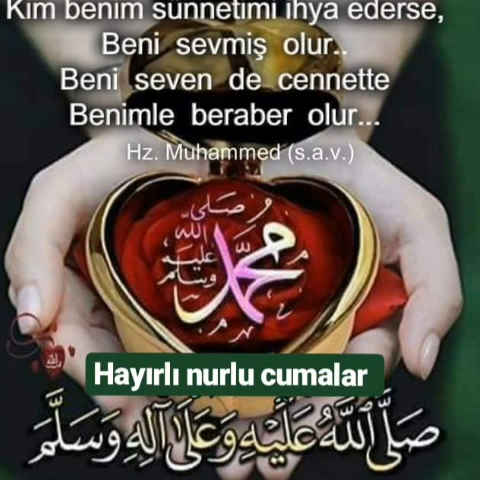 Kim benim sünnetimi ihya ederse,
Beni sevmiş olur..
Beni seven de cennette
Benimle beraber olur...
Hz. Muhammed (s.a.v.)
محمد
صلى
الله
عليه
وسلم
Hayırlı nurlu cumalar
صَلَّى اللهُ عَلَيْهِ وَعَلَى آلِهِ وَسَلَّمَ